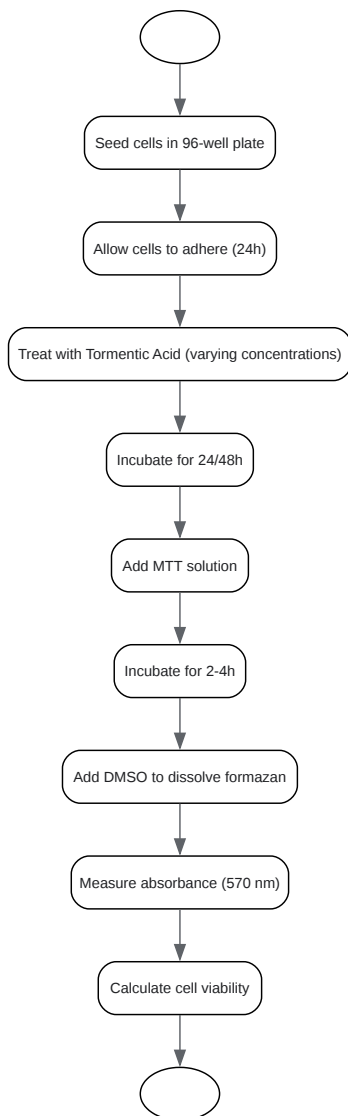 Seed cells in 96-well plate
Allow cells to adhere (24h)
Treat with Tormentic Acid (varying concentrations)
Incubate for 24/48h
Add MTT solution
Incubate for 2-4h
Add DMSO to dissolve formazan
Measure absorbance (570 nm)
Calculate cell viability